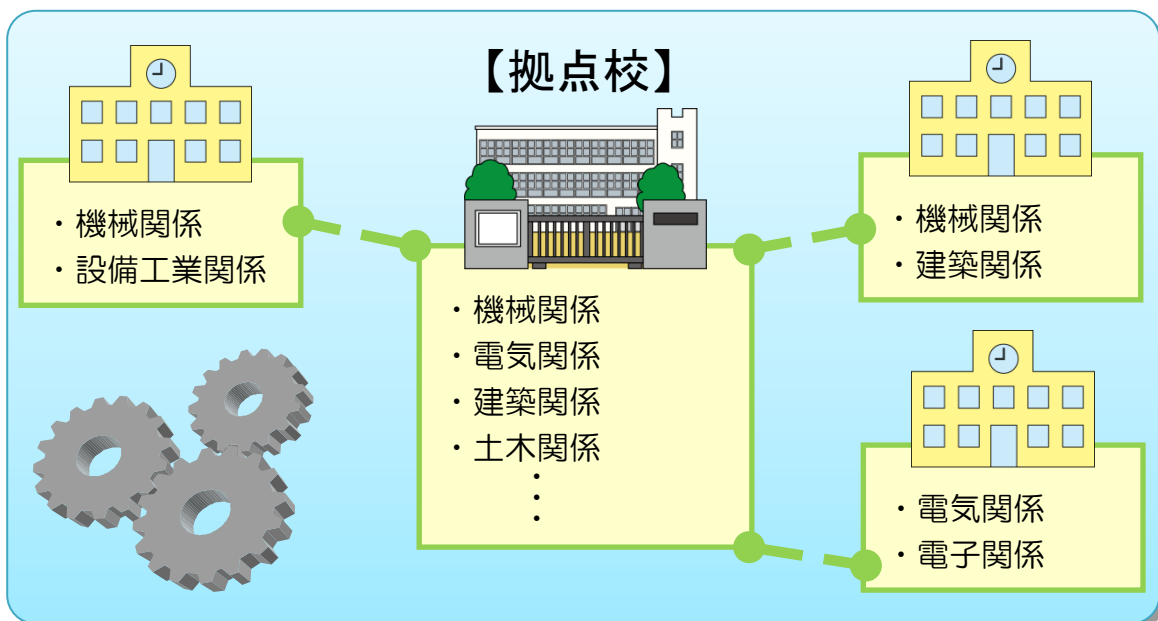 【拠点校】
・機械関係
・設備工業関係
・機械関係
・電気関係
・建築関係
・土木関係
・
・
・
・機械関係
・建築関係
・電気関係
・電子関係